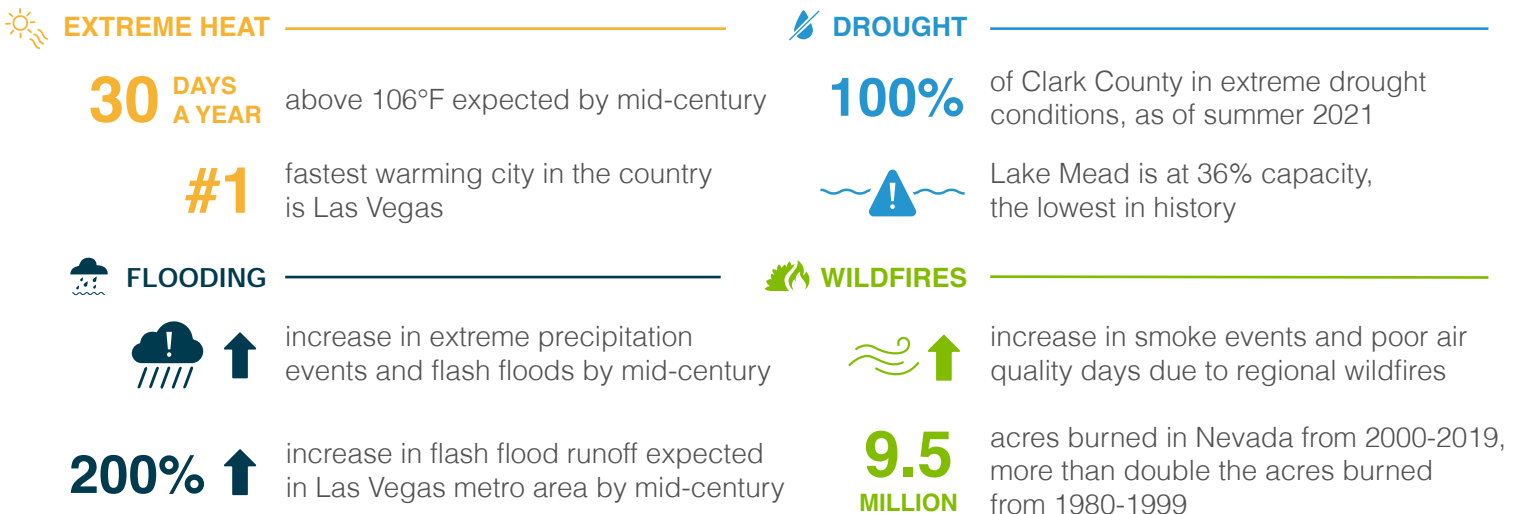 EXTREME HEAT
30 DAYS A YEAR
above 106°F expected by mid-century
#1
fastest warming city in the country
is Las Vegas
DROUGHT
100%
of Clark County in extreme drought
conditions, as of summer 2021
!
Lake Mead is at 36% capacity,
the lowest in history
FLOODING
!
increase in extreme precipitation
events and flash floods by mid-century
200%
increase in flash flood runoff expected
in Las Vegas metro area by mid-century
WILDFIRES
increase in smoke events and poor air
quality days due to regional wildfires
9.5
MILLION
acres burned in Nevada from 2000-2019,
more than double the acres burned
from 1980-1999